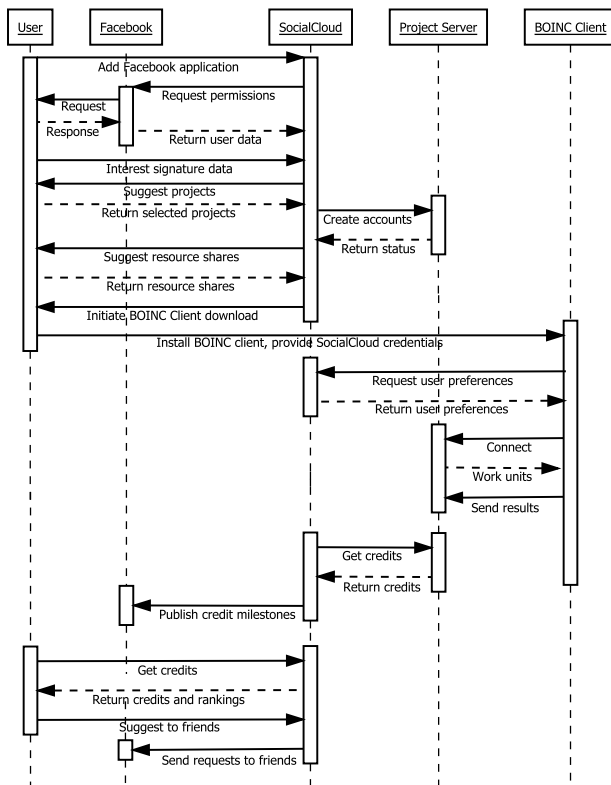 User
Facebook
SocialCloud
Project Server
BOINC Client
Add Facebook application
Request permissions
Request
Response
Return user data
Interest signature data
Suggest projects
Return selected projects
Create accounts
Return status
Suggest resource shares
Return resource shares
Initiate BOINC Client download
Install BOINC client, provide SocialCloud credentials
Request user preferences
Return user preferences
Connect
Work units
Send results
Get credits
Return credits
Publish credit milestones
Get credits
Return credits and rankings
Suggest to friends
Send requests to friends